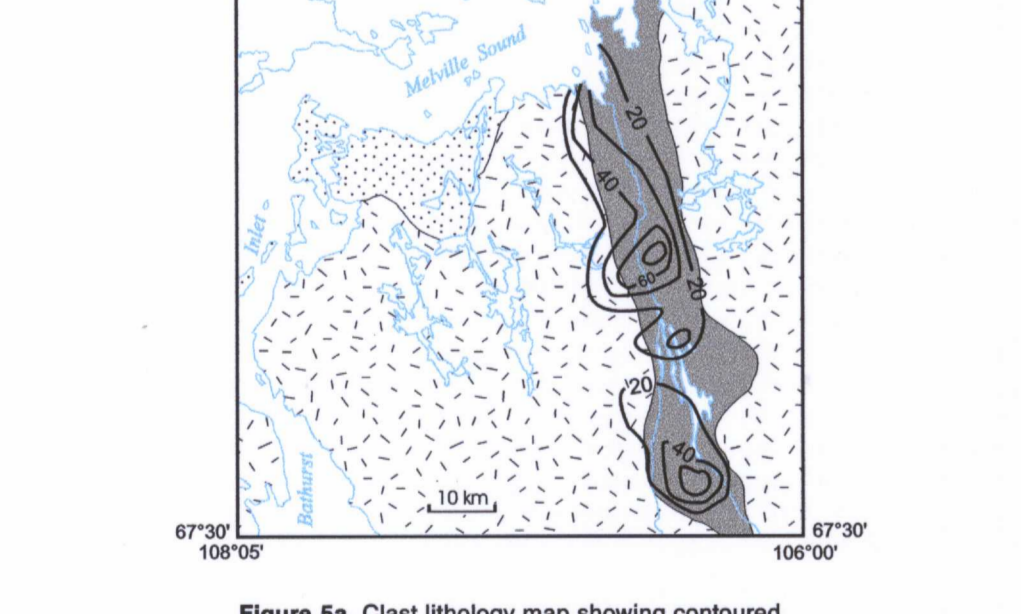 Melville Sound
20
40
Inlet
60
20
20
40
Bathurst
10 km
67°30'
67°30'
108°05'
106°00'
Figure 5a. Clast lithology map showing contoured